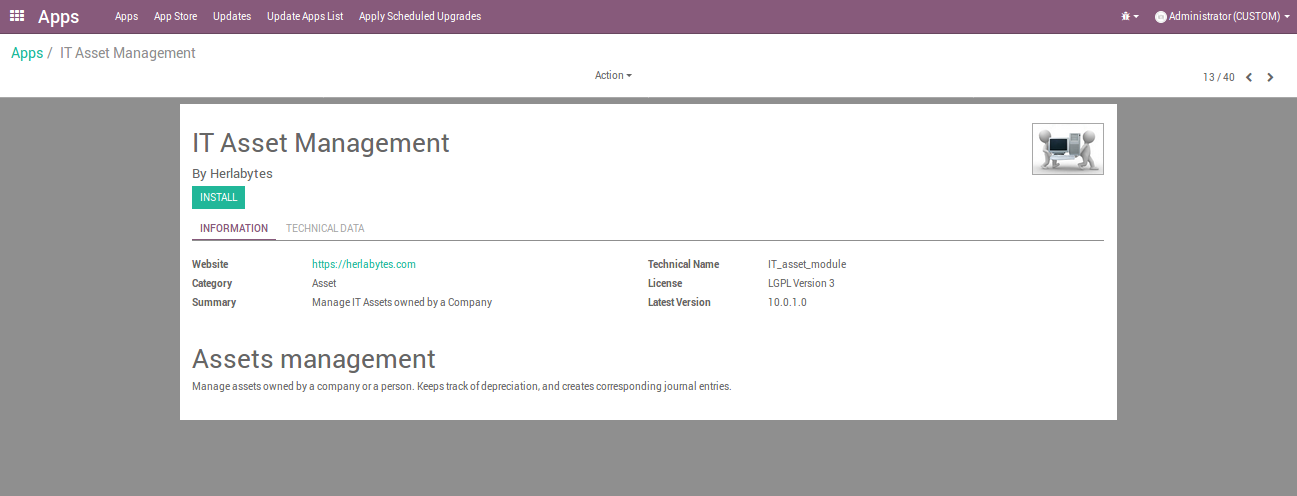 Apps Apps App Store Updates Update Apps List Apply Scheduled Upgrades Administrator (CUSTOM)
Apps / IT Asset Management
Action 13 / 40
IT Asset Management
By Herlabytes
INSTALL
INFORMATION TECHNICAL DATA
Website https://herlabytes.com Technical Name IT_asset_module
Category Asset License LGPL Version 3
Summary Manage IT Assets owned by a Company Latest Version 10.0.1.0
Assets management
Manage assets owned by a company or a person. Keeps track of depreciation, and creates corresponding journal entries.